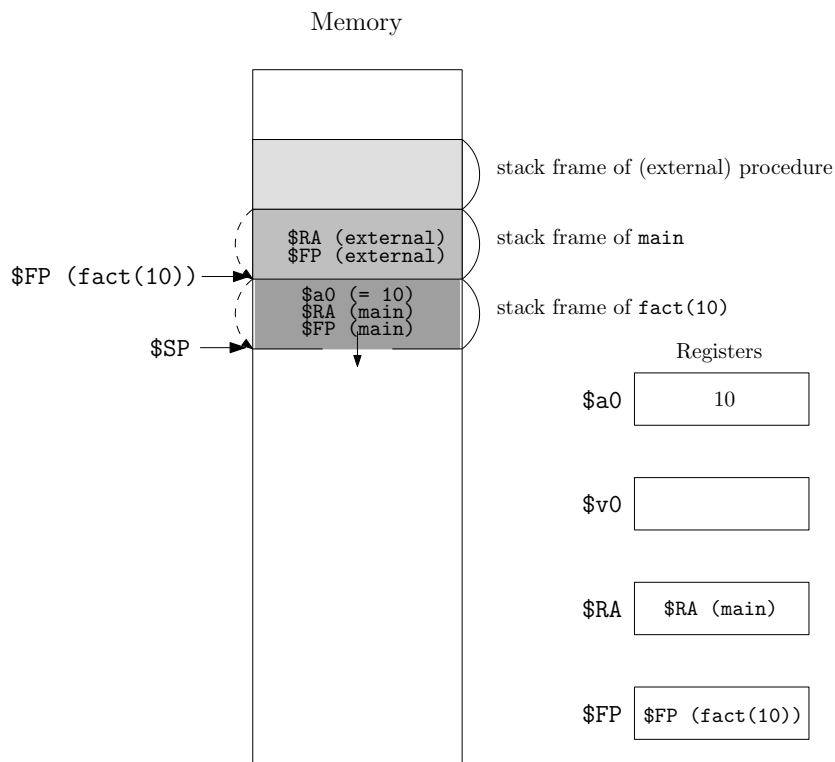 Memory
stack frame of (external) procedure
$RA (external)
$FP (external)
stack frame of main
$FP (fact(10))
$a0 (= 10)
$RA (main)
$FP (main)
stack frame of fact(10)
$SP
Registers
$a0
10
$v0
$RA
$RA (main)
$FP
$FP (fact(10))